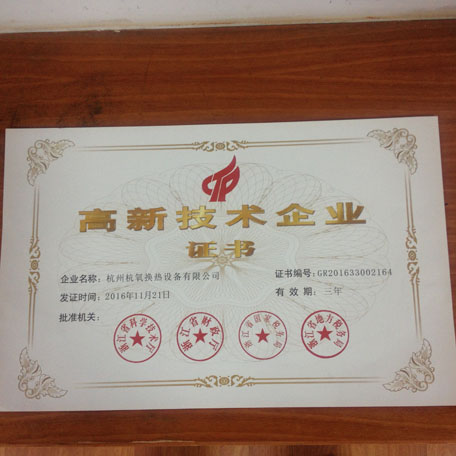 高新技术企业
证书
企业名称：杭州杭氧换热设备有限公司
证书编号：GR201633002164
发证时间：2016年11月21日
有效期：三年
批准机关：
浙江省科学技术厅
浙江省财政厅
浙江省国家税务局
浙江省地方税务局